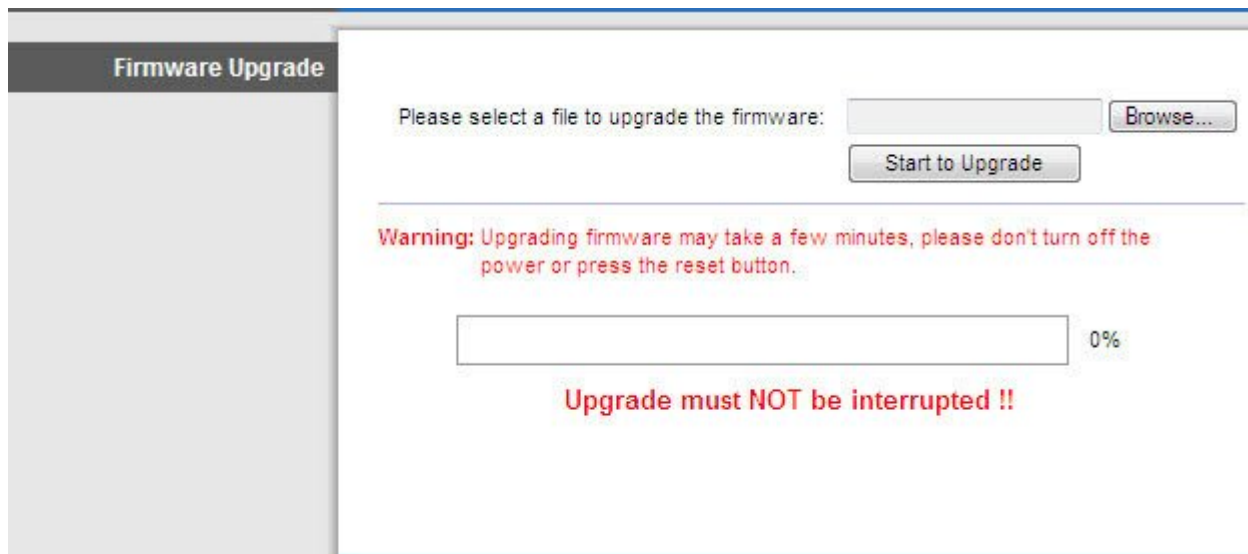 Firmware Upgrade
Please select a file to upgrade the firmware:
Browse...
Start to Upgrade
Warning: Upgrading firmware may take a few minutes, please don't turn off the
power or press the reset button.
0%
Upgrade must NOT be interrupted !!